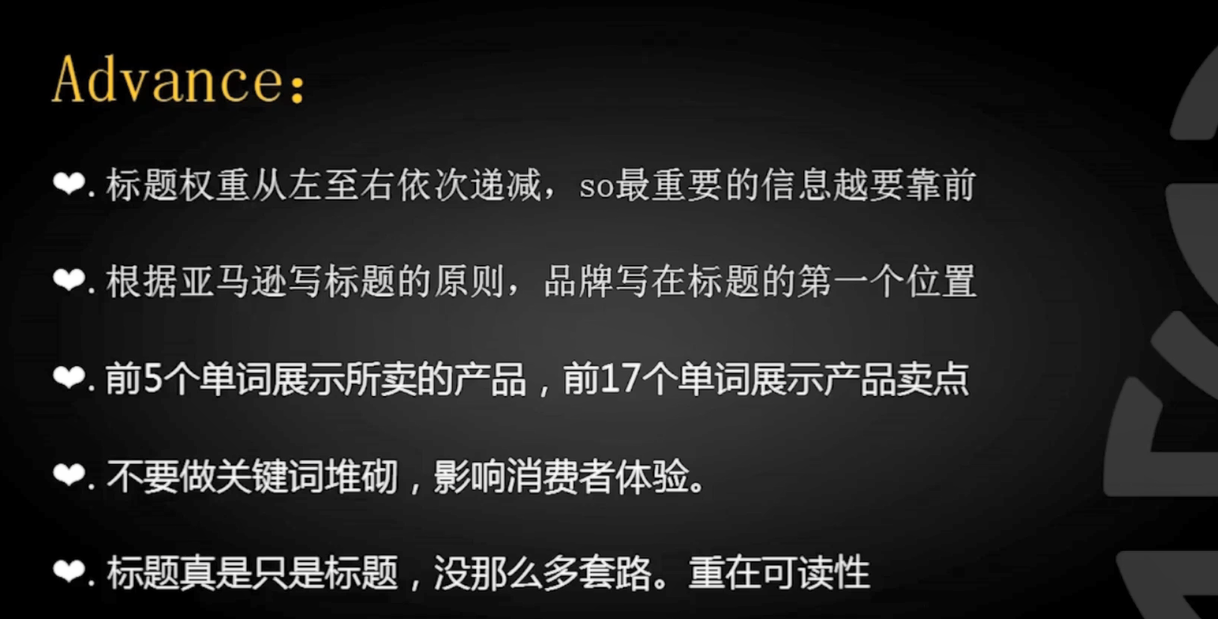 Advance：
❤. 标题权重从左至右依次递减，so最重要的信息越要靠前
❤. 根据亚马逊写标题的原则，品牌写在标题的第一个位置
❤. 前5个单词展示所卖的产品，前17个单词展示产品卖点
❤. 不要做关键词堆砌，影响消费者体验。
❤. 标题真是只是标题，没那么多套路。重在可读性